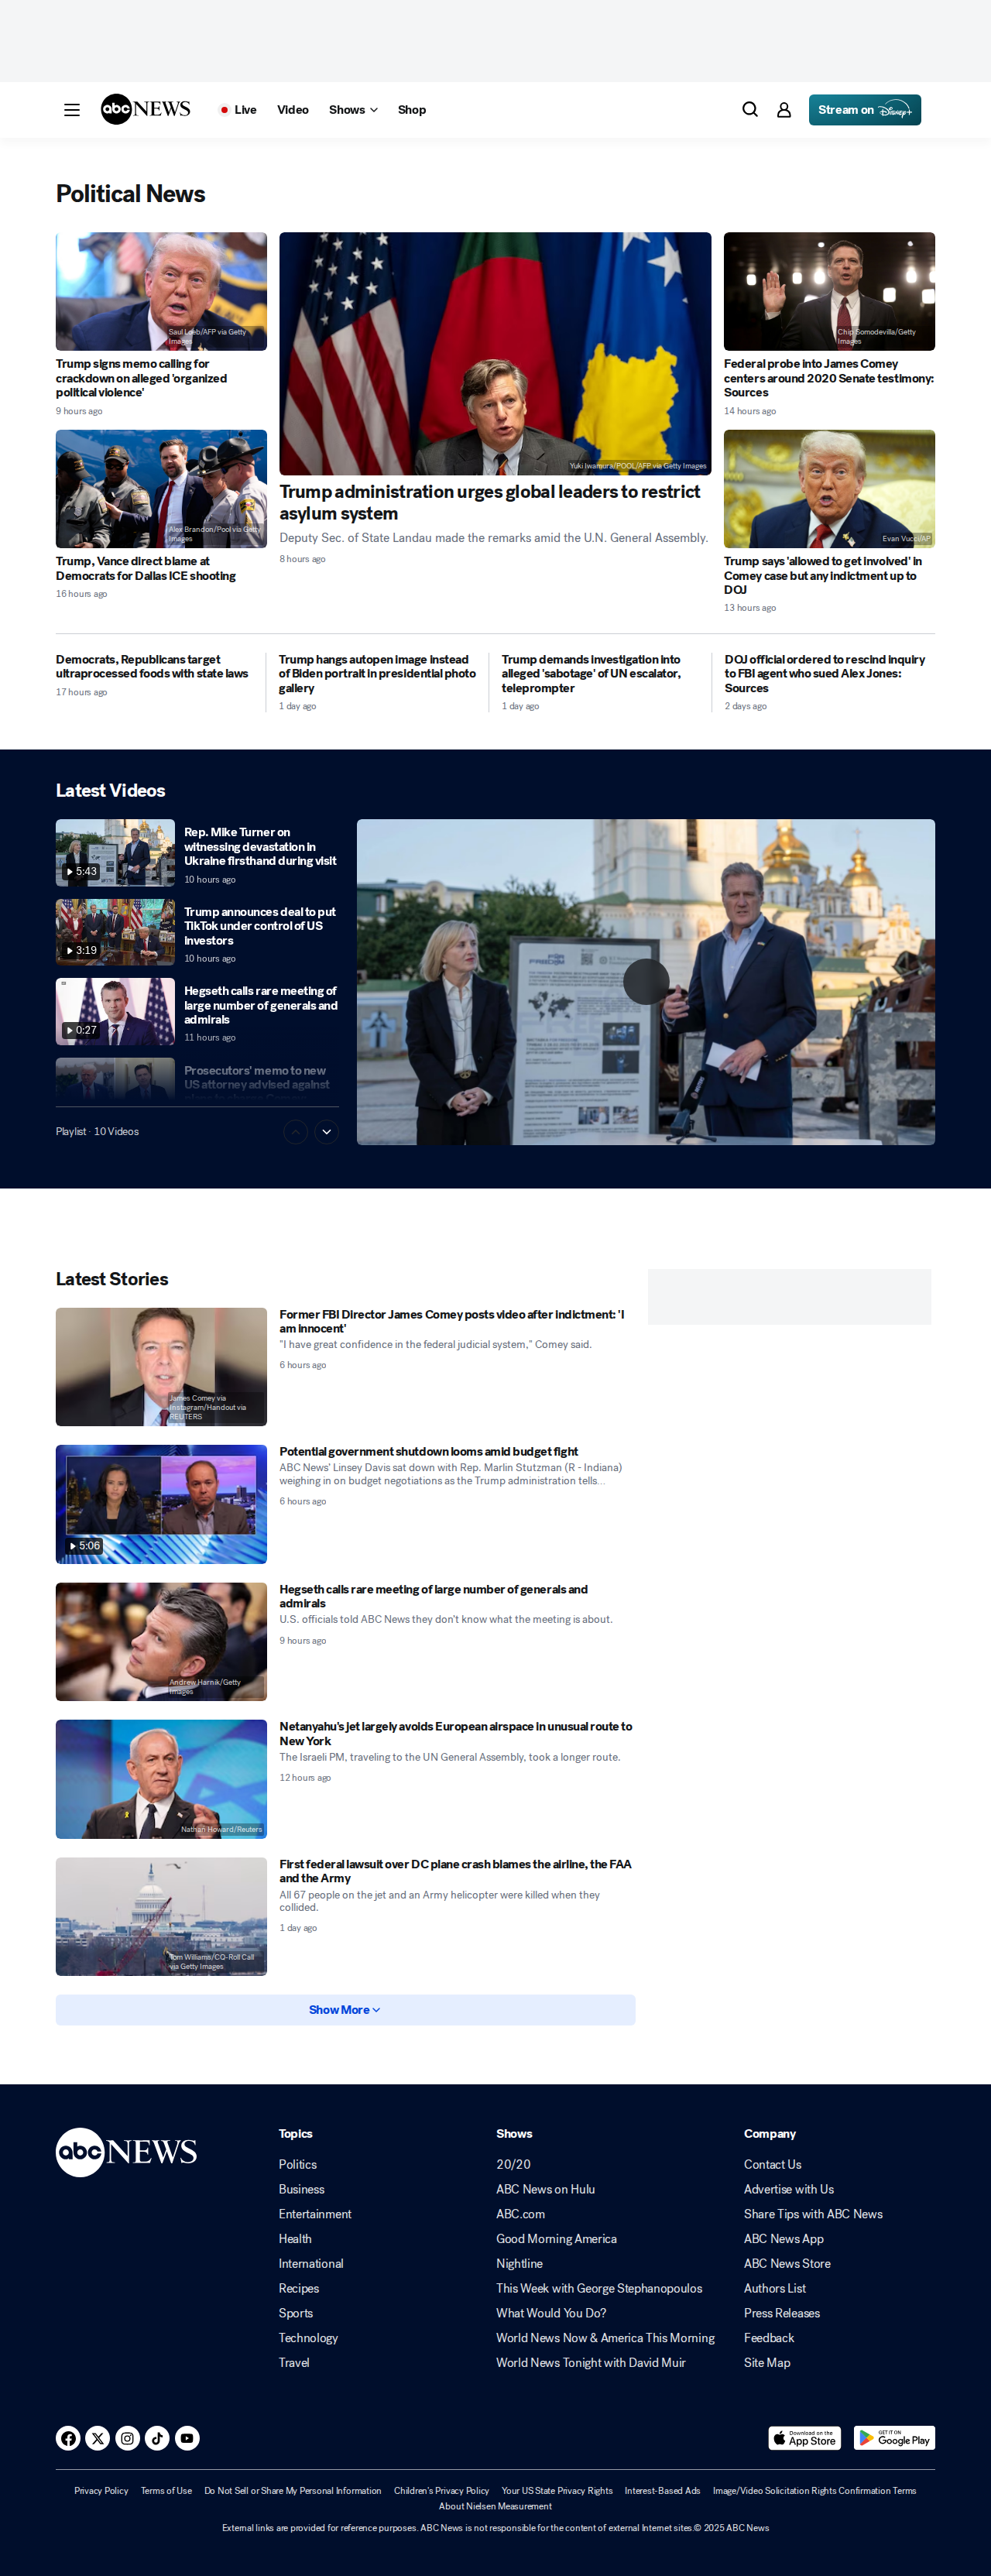 abc NEWS
Live
Video
Shows
Shop
Stream on Disney+
Political News
Saul Loeb/AFP via Getty
Images
Trump signs memo calling for
crackdown on alleged 'organized
political violence'
9 hours ago
Alex Brandon/Pool via Getty
Images
Trump, Vance direct blame at
Democrats for Dallas ICE shooting
16 hours ago
Yuki Iwamura/POOL/AFP via Getty Images
Trump administration urges global leaders to restrict
asylum system
Deputy Sec. of State Landau made the remarks amid the U.N. General Assembly.
8 hours ago
Chip Somodevilla/Getty
Images
Federal probe into James Comey
centers around 2020 Senate testimony:
Sources
14 hours ago
Evan Vucci/AP
Trump says 'allowed to get involved' in
Comey case but any indictment up to
DOJ
13 hours ago
Democrats, Republicans target
ultraprocessed foods with state laws
17 hours ago
Trump hangs autopen image instead
of Biden portrait in presidential photo
gallery
1 day ago
Trump demands investigation into
alleged 'sabotage' of UN escalator,
teleprompter
1 day ago
DOJ official ordered to rescind inquiry
to FBI agent who sued Alex Jones:
Sources
2 days ago
Latest Videos
5:43
Rep. Mike Turner on
witnessing devastation in
Ukraine firsthand during visit
10 hours ago
3:19
Trump announces deal to put
TikTok under control of US
investors
10 hours ago
0:27
Hegseth calls rare meeting of
large number of generals and
admirals
11 hours ago
Prosecutors' memo to new
US attorney advised against
Playlist · 10 Videos
Latest Stories
James Comey via
Instagram/Handout via
REUTERS
Former FBI Director James Comey posts video after indictment: 'I
am innocent'
"I have great confidence in the federal judicial system," Comey said.
6 hours ago
5:06
Potential government shutdown looms amid budget fight
ABC News' Linsey Davis sat down with Rep. Marlin Stutzman (R - Indiana)
weighing in on budget negotiations as the Trump administration tells...
6 hours ago
Andrew Harnik/Getty
Images
Hegseth calls rare meeting of large number of generals and
admirals
U.S. officials told ABC News they don't know what the meeting is about.
9 hours ago
Nathan Howard/Reuters
Netanyahu's jet largely avoids European airspace in unusual route to
New York
The Israeli PM, traveling to the UN General Assembly, took a longer route.
12 hours ago
Tom Williams/CQ-Roll Call
via Getty Images
First federal lawsuit over DC plane crash blames the airline, the FAA
and the Army
All 67 people on the jet and an Army helicopter were killed when they
collided.
1 day ago
Show More
abc NEWS
Topics
Politics
Business
Entertainment
Health
International
Recipes
Sports
Technology
Travel
Shows
20/20
ABC News on Hulu
ABC.com
Good Morning America
Nightline
This Week with George Stephanopoulos
What Would You Do?
World News Now & America This Morning
World News Tonight with David Muir
Company
Contact Us
Advertise with Us
Share Tips with ABC News
ABC News App
ABC News Store
Authors List
Press Releases
Feedback
Site Map
Download on the
App Store
GET IT ON
Google Play
Privacy Policy
Terms of Use
Do Not Sell or Share My Personal Information
Children's Privacy Policy
Your US State Privacy Rights
Interest-Based Ads
Image/Video Solicitation Rights Confirmation Terms
About Nielsen Measurement
External links are provided for reference purposes. ABC News is not responsible for the content of external Internet sites.© 2025 ABC News